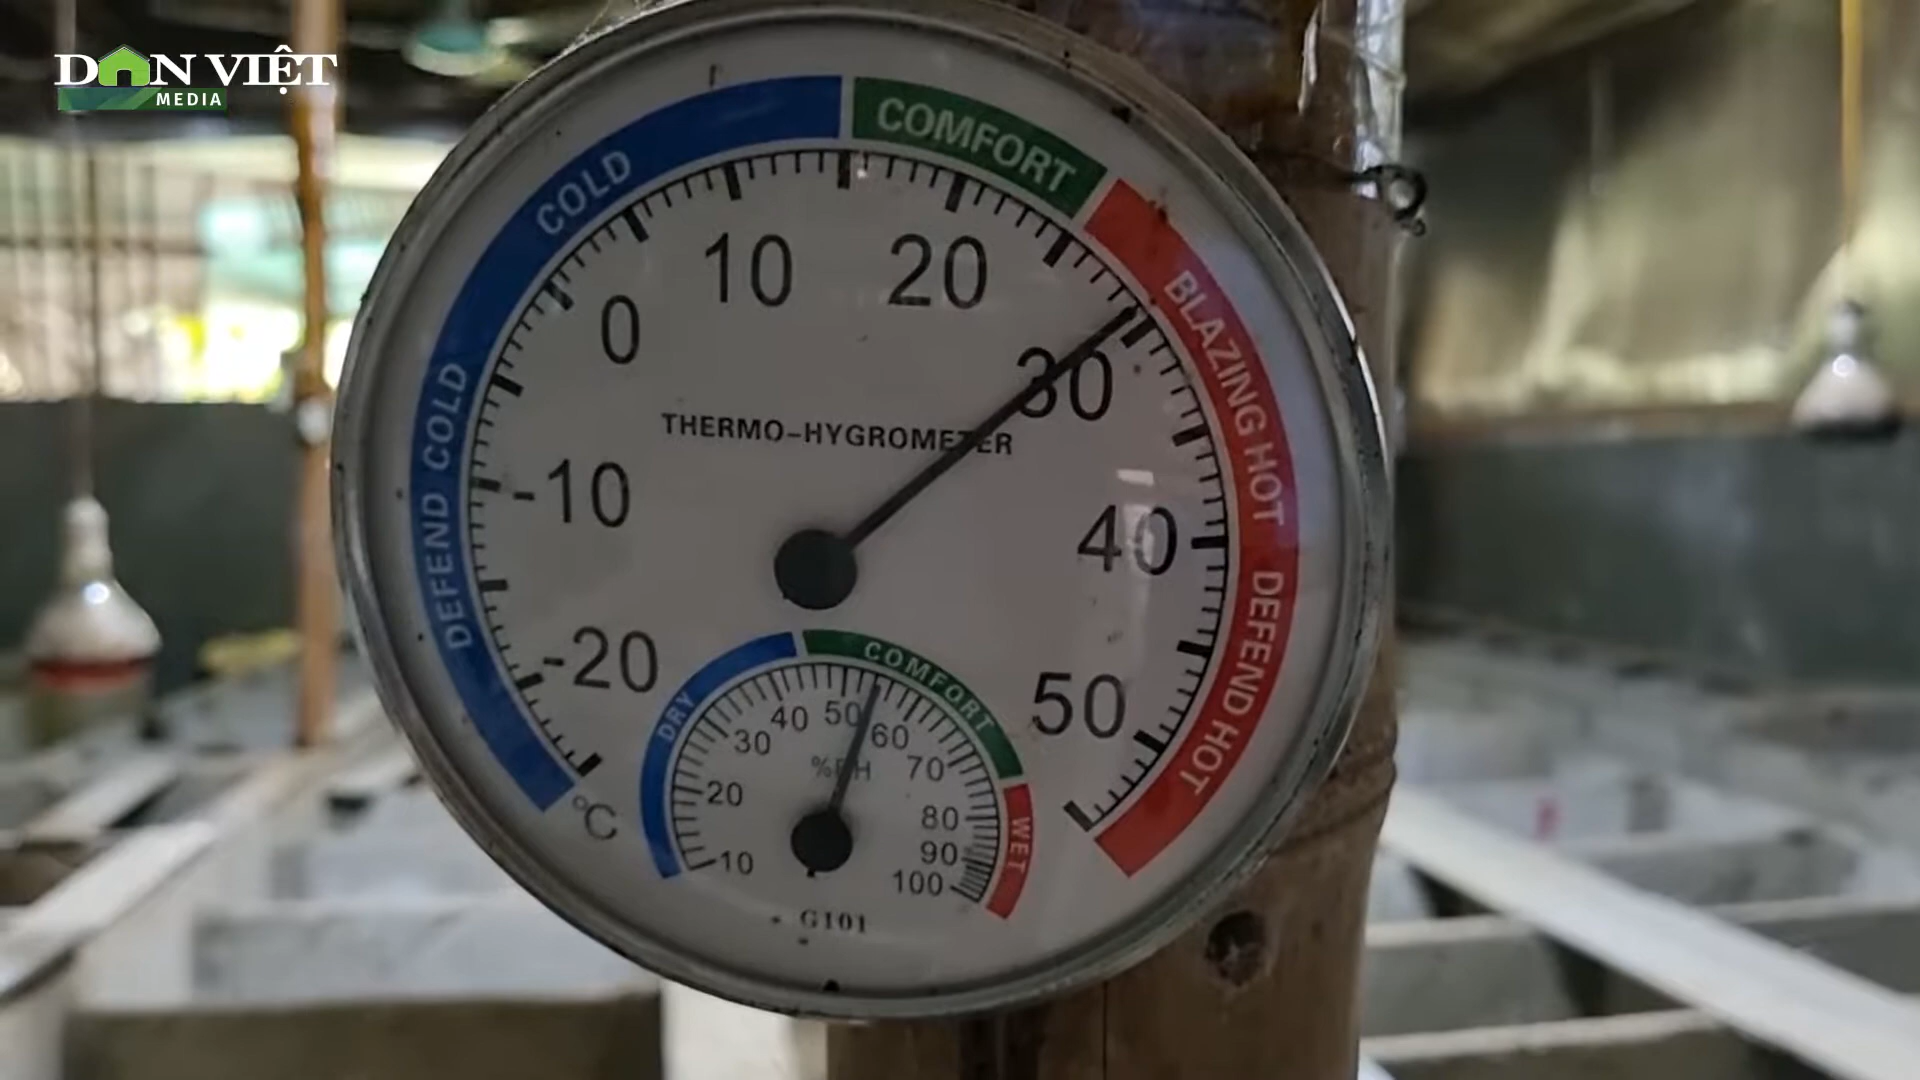 DÂN VIỆT
MEDIA
COLD
COMFORT
DEFEND COLD
BLAZING HOT
DEFEND HOT
-20
-10
0
10
20
30
40
50
°C
THERMO-HYGROMETER
DRY
COMFORT
WET
10
20
30
40
50
60
70
80
90
100
%RH
G101